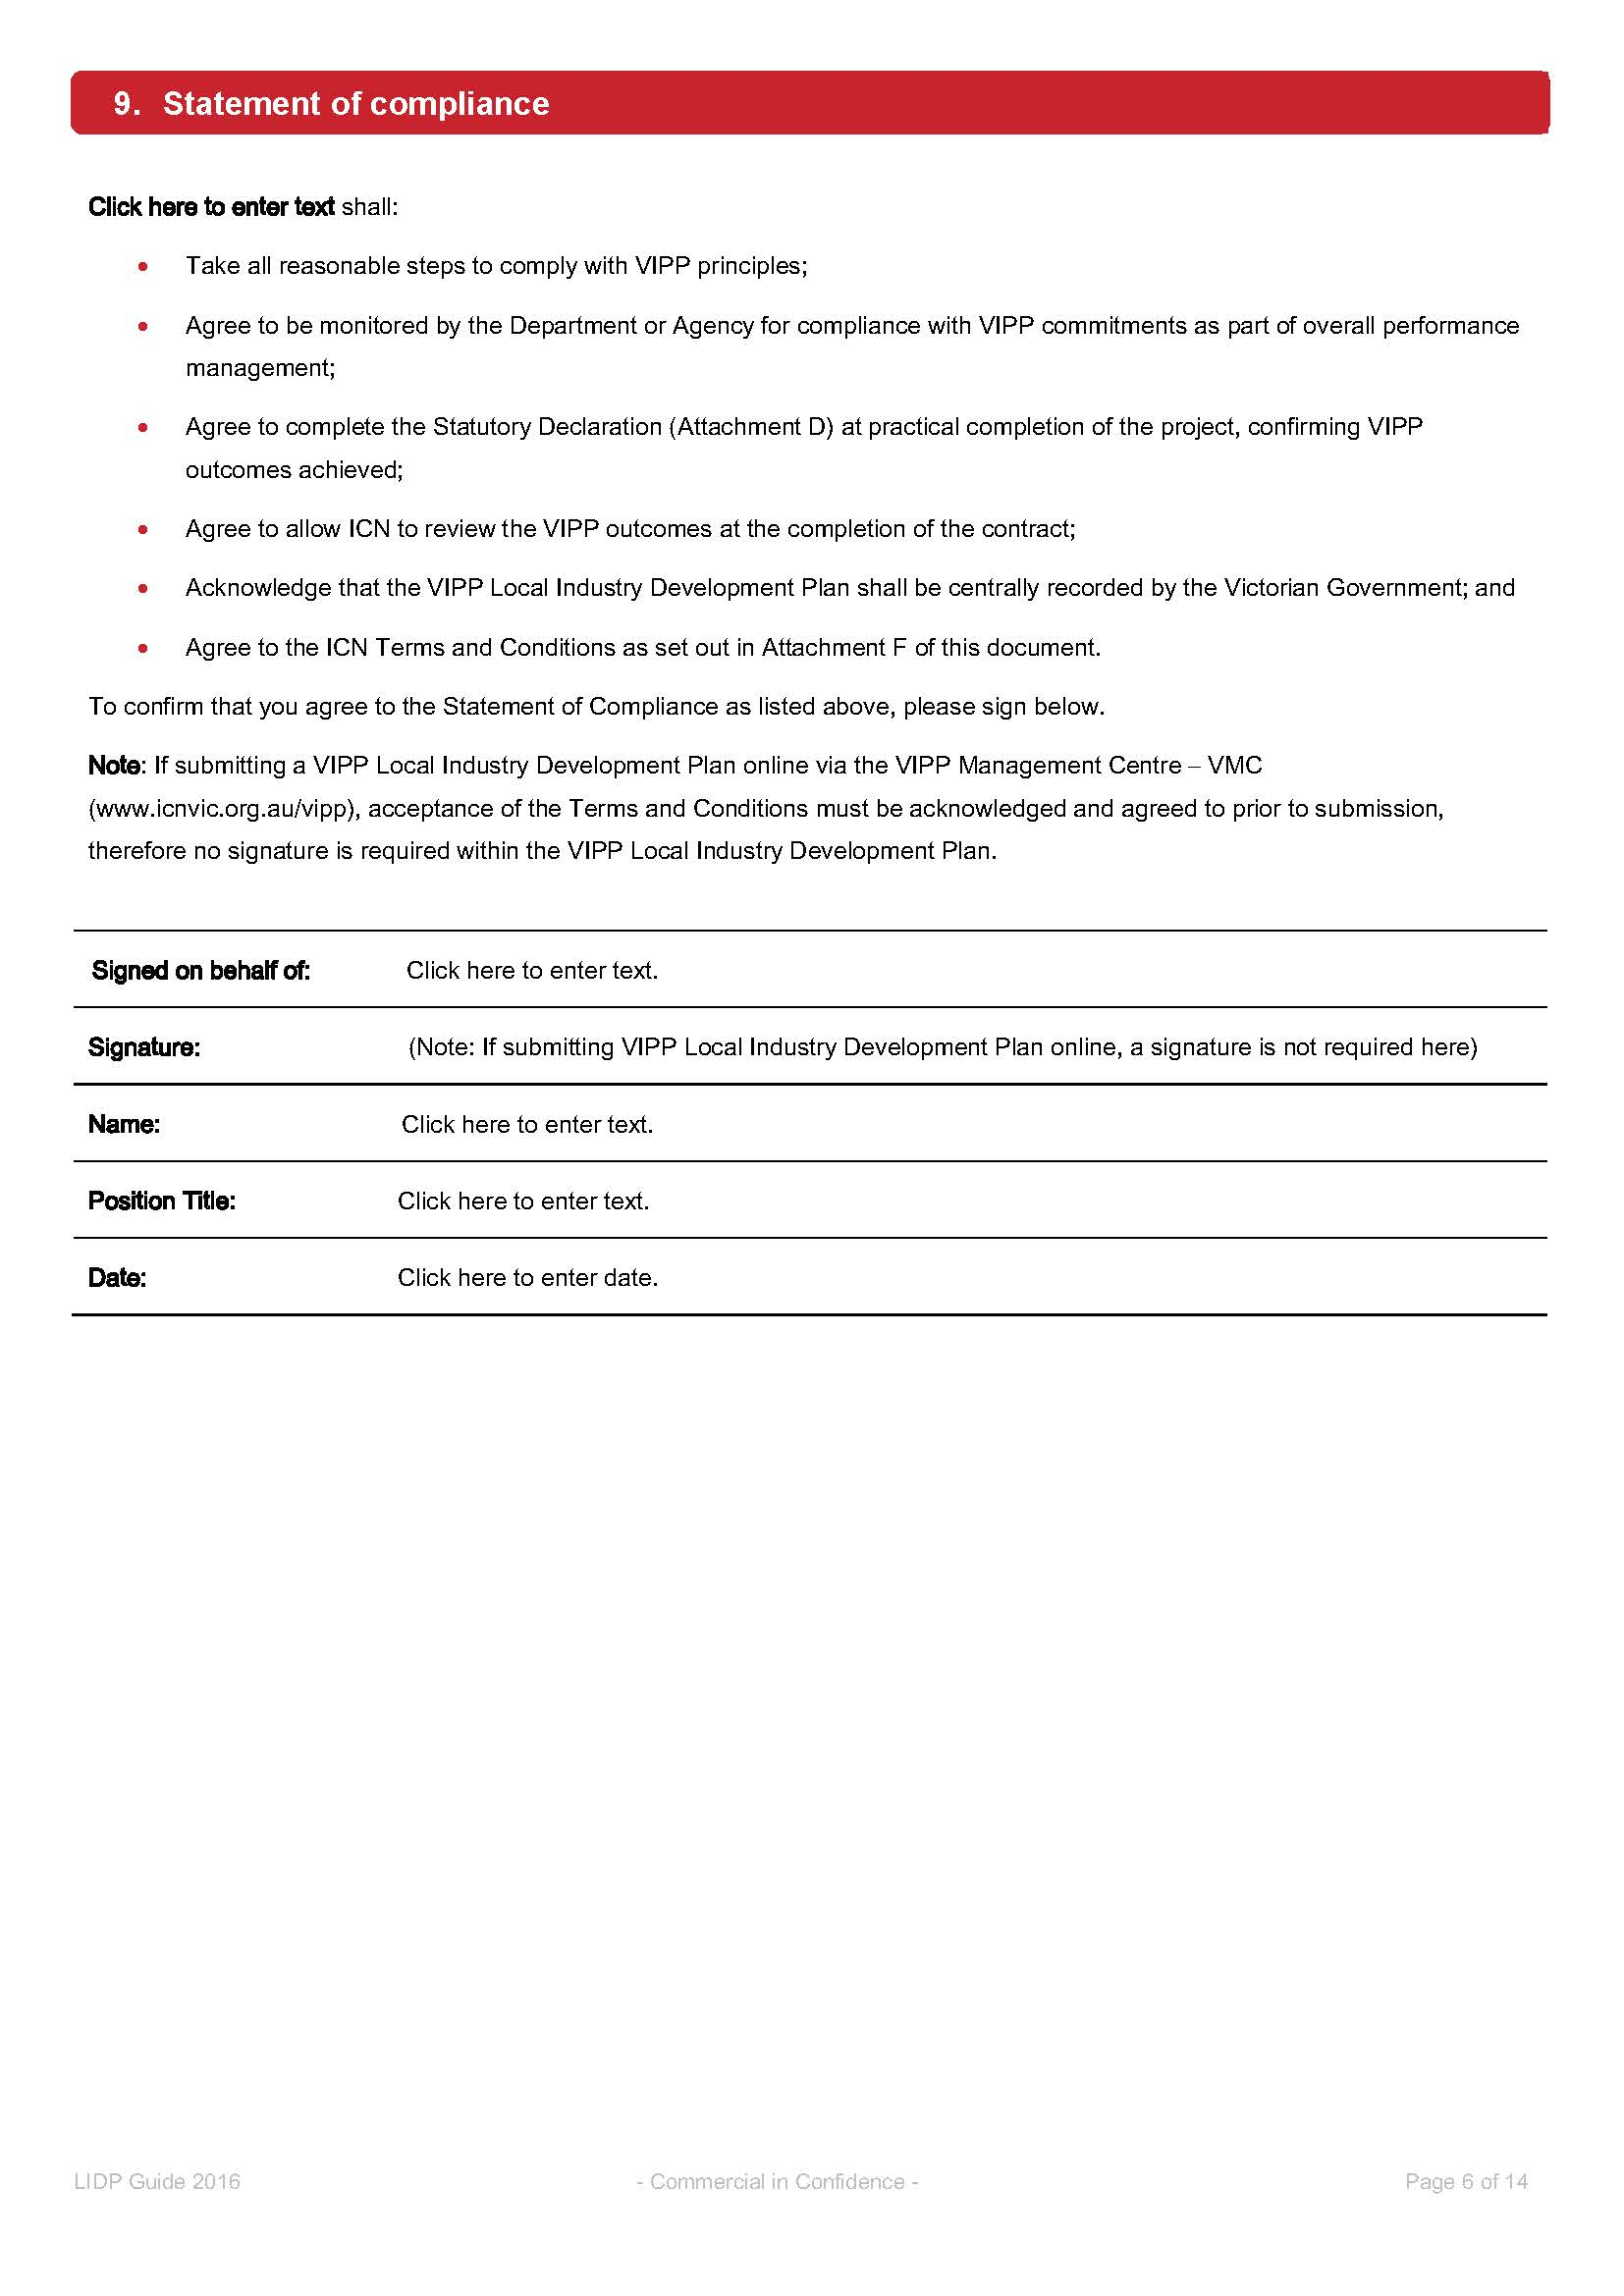 9. Statement of compliance
Click here to enter text shall:
• Take all reasonable steps to comply with VIPP principles;
• Agree to be monitored by the Department or Agency for compliance with VIPP commitments as part of overall performance
management;
• Agree to complete the Statutory Declaration (Attachment D) at practical completion of the project, confirming VIPP
outcomes achieved;
• Agree to allow ICN to review the VIPP outcomes at the completion of the contract;
• Acknowledge that the VIPP Local Industry Development Plan shall be centrally recorded by the Victorian Government; and
• Agree to the ICN Terms and Conditions as set out in Attachment F of this document.
To confirm that you agree to the Statement of Compliance as listed above, please sign below.
Note: If submitting a VIPP Local Industry Development Plan online via the VIPP Management Centre – VMC
(www.icnvic.org.au/vipp), acceptance of the Terms and Conditions must be acknowledged and agreed to prior to submission,
therefore no signature is required within the VIPP Local Industry Development Plan.
Signed on behalf of: Click here to enter text.
Signature: (Note: If submitting VIPP Local Industry Development Plan online, a signature is not required here)
Name: Click here to enter text.
Position Title: Click here to enter text.
Date: Click here to enter date.
LIDP Guide 2016 - Commercial in Confidence - Page 6 of 14